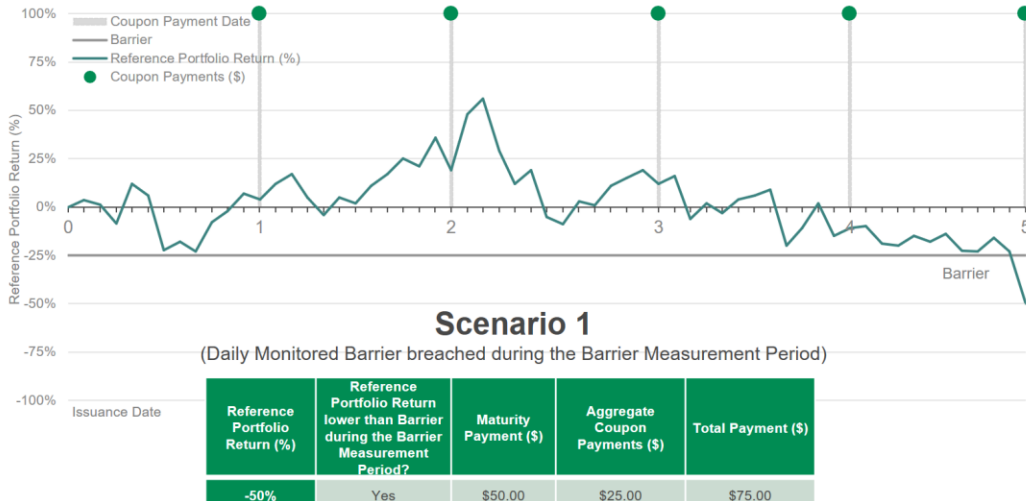 100%
75%
50%
25%
0%
-25%
-50%
-75%
-100%
Reference Portfolio Return (%)
Coupon Payment Date
Barrier
Reference Portfolio Return (%)
Coupon Payments ($)
0
1
2
3
4
5
Barrier
Scenario 1
(Daily Monitored Barrier breached during the Barrier Measurement Period)
Issuance Date
Reference
Portfolio
Return (%)
Reference
Portfolio Return
lower than Barrier
during the Barrier
Measurement
Period?
Maturity
Payment ($)
Aggregate
Coupon
Payments ($)
Total Payment ($)
-50%
Yes
$50.00
$25.00
$75.00